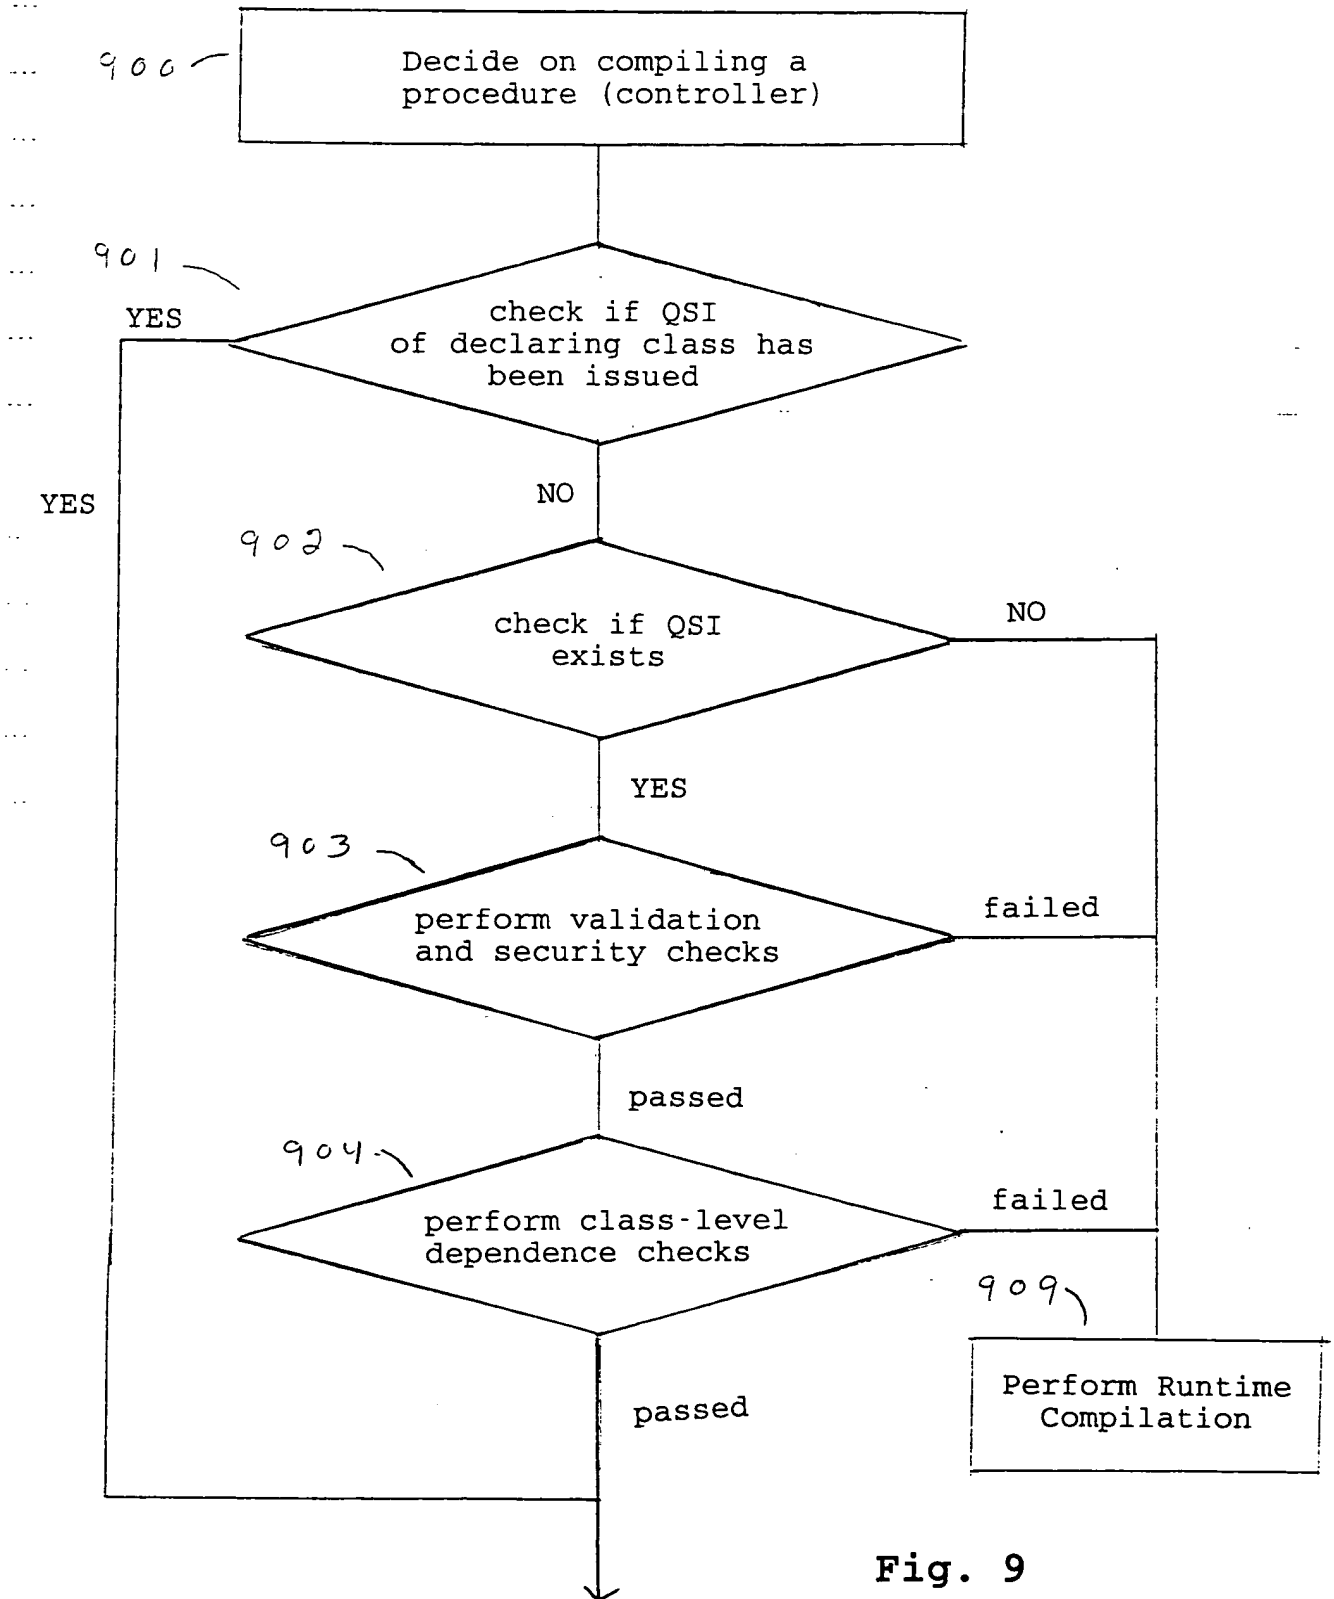 900
Decide on compiling a
procedure (controller)
901
YES
check if QSI
of declaring class has
been issued
YES
NO
902
check if QSI
exists
NO
YES
903
perform validation
and security checks
failed
passed
904
perform class-level
dependence checks
failed
909
Perform Runtime
Compilation
passed
Fig. 9